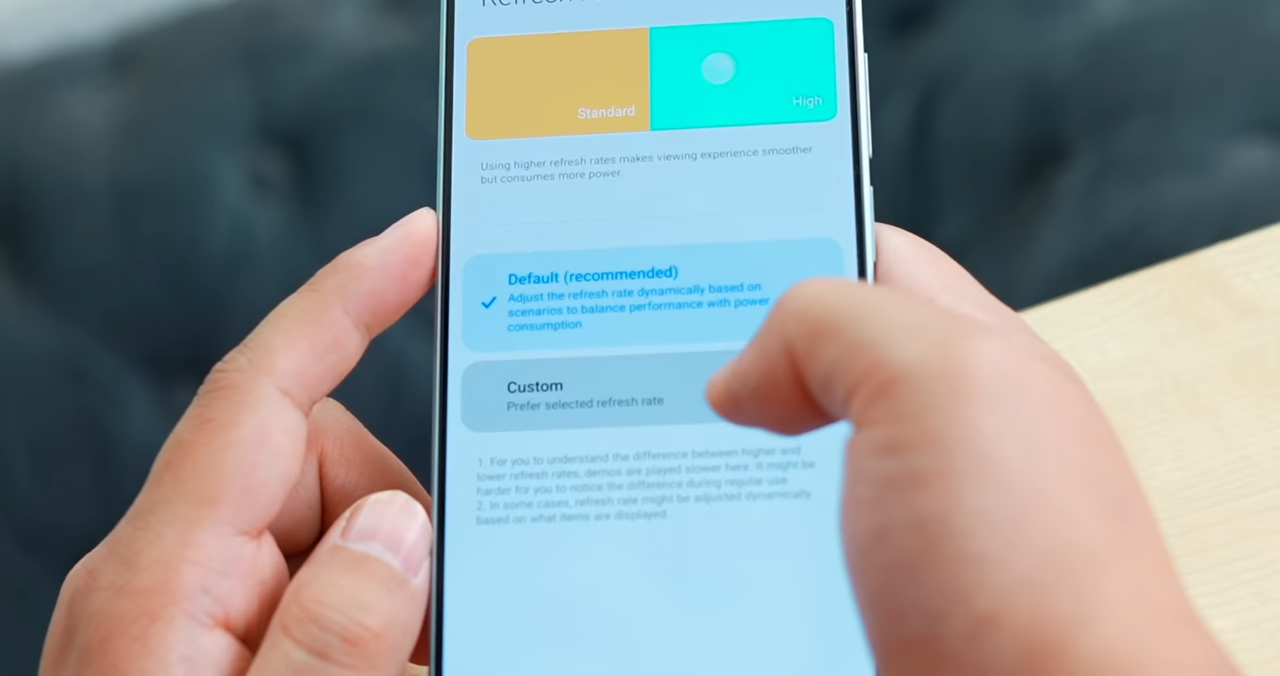 Standard
High
Using higher refresh rates makes viewing experience smoother
but consumes more power.
Default (recommended)
Adjust the refresh rate dynamically based on
scenarios to balance performance with power
consumption
Custom
Prefer selected refresh rate
1. For you to understand the difference between higher and
lower refresh rates, demos are played slower here. It might be
harder for you to notice the difference during regular use.
2. In some cases, refresh rate might be adjusted dynamically
based on what items are displayed.